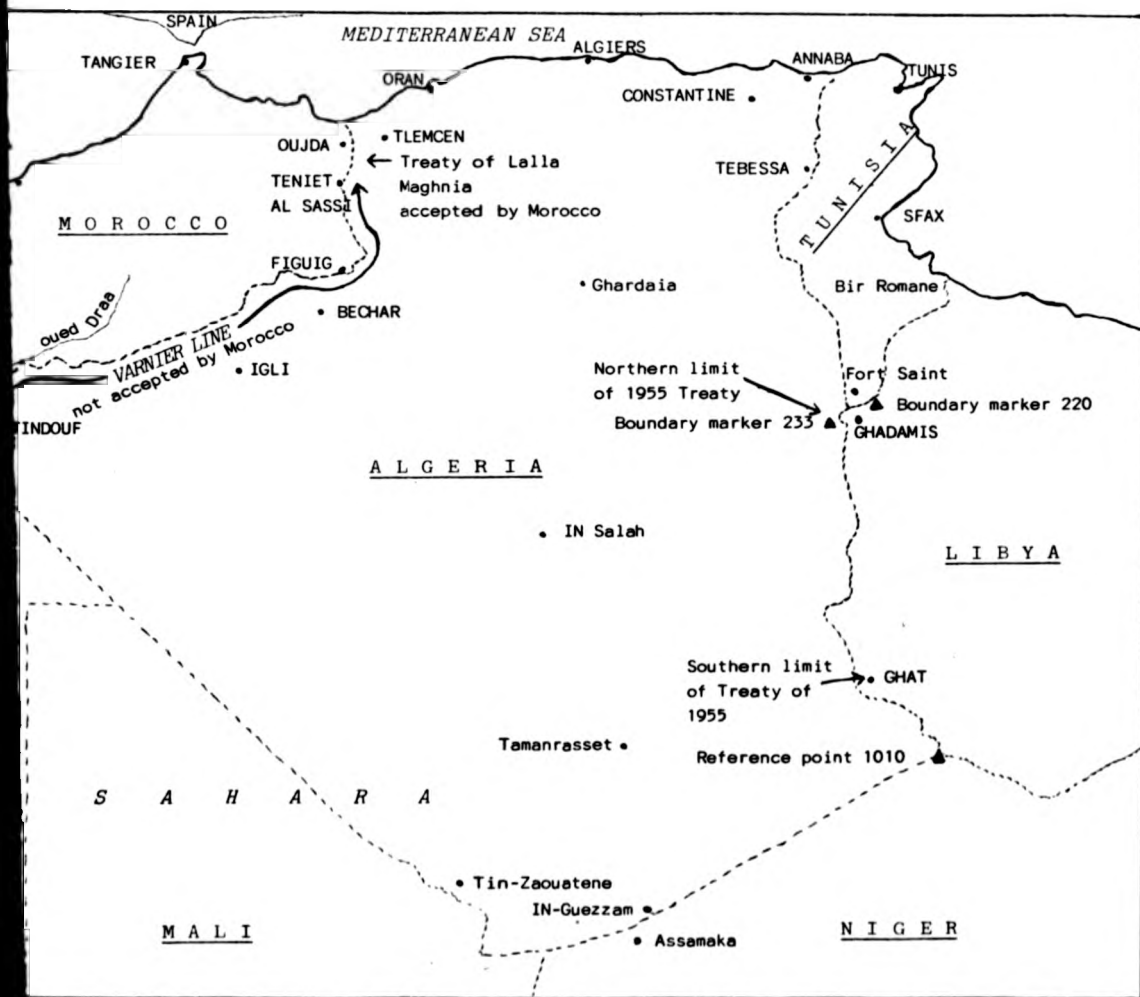 SPAIN
MEDITERRANEAN SEA
TANGIER
ALGIERS
ORAN
ANNABA
TUNIS
CONSTANTINE
OUJDA
TLEMCEN
Treaty of Lalla
Maghnia
accepted by Morocco
TENIET
AL SASSI
TEBESSA
TUNISIA
MOROCCO
SFAX
FIGUIG
Ghardaia
Bir Romane
oued Draa
BECHAR
VARNIER LINE
not accepted by Morocco
IGLI
Northern limit
of 1955 Treaty
Fort Saint
Boundary marker 220
Boundary marker 233
GHADAMIS
TINDOUF
ALGERIA
IN Salah
LIBYA
Southern limit
of Treaty of
1955
GHAT
Tamanrasset
Reference point 1010
SAHARA
Tin-Zaouatene
IN-Guezzam
MALI
Assamaka
NIGER